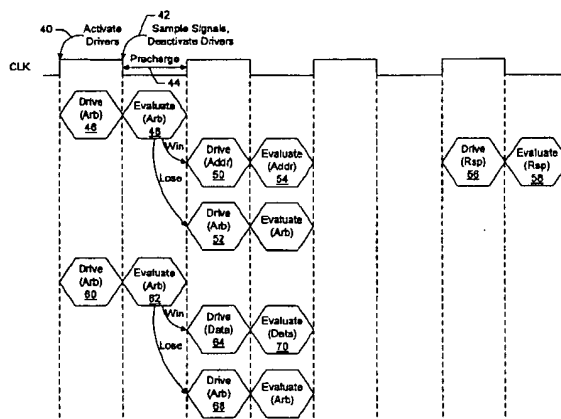 40
Activate
Drivers
42
Sample Signals,
Deactivate Drivers
Precharge
44
CLK
Drive
(Arb)
46
Evaluate
(Arb)
48
Win
Lose
Drive
(Addr)
50
Evaluate
(Addr)
54
Drive
(Rsp)
56
Evaluate
(Rsp)
58
Drive
(Arb)
52
Evaluate
(Arb)
Drive
(Arb)
60
Evaluate
(Arb)
62
Win
Lose
Drive
(Data)
64
Evaluate
(Data)
70
Drive
(Arb)
68
Evaluate
(Arb)